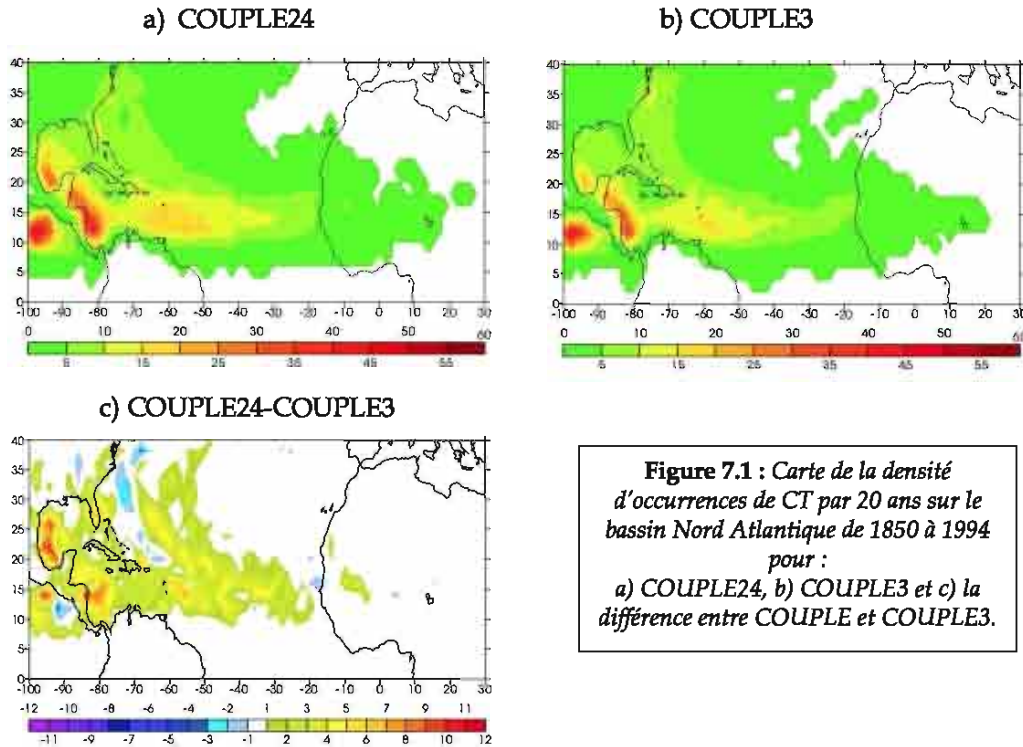 a) COUPLE24
b) COUPLE3
40
35
30
25
20
15
10
5
0
-100 -90 -80 -70 -60 -50 -40 -30 -20 -10 0 10 20 30
0 10 20 30 40 50 60
5 15 25 35 45 55
40
35
30
25
20
15
10
5
0
-100 -90 -80 -70 -60 -50 -40 -30 -20 -10 0 10 20 30
0 10 20 30 40 50 60
5 15 25 35 45 55
c) COUPLE24-COUPLE3
40
35
30
25
20
15
10
5
0
-100 -90 -80 -70 -60 -50 -40 -30 -20 -10 0 10 20 30
-12 -10 -8 -6 -4 -2 1 3 5 7 9 11
-11 -9 -7 -5 -3 -1 2 4 6 8 10 12
Figure 7.1 : Carte de la densité
d'occurrences de CT par 20 ans sur le
bassin Nord Atlantique de 1850 à 1994
pour :
a) COUPLE24, b) COUPLE3 et c) la
différence entre COUPLE et COUPLE3.